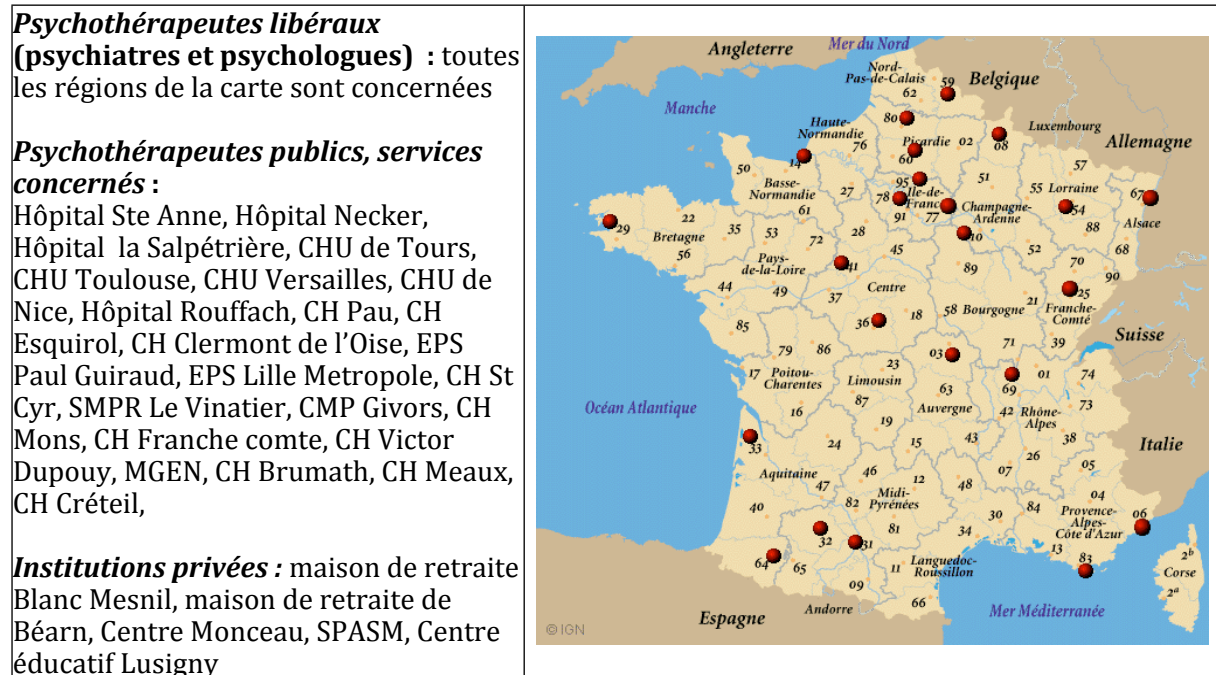 Psychothérapeutes libéraux
(psychiatres et psychologues) : toutes
les régions de la carte sont concernées
Psychothérapeutes publics, services
concernés :
Hôpital Ste Anne, Hôpital Necker,
Hôpital la Salpétrière, CHU de Tours,
CHU Toulouse, CHU Versailles, CHU de
Nice, Hôpital Rouffach, CH Pau, CH
Esquirol, CH Clermont de l'Oise, EPS
Paul Guiraud, EPS Lille Metropole, CH St
Cyr, SMPR Le Vinatier, CMP Givors, CH
Mons, CH Franche comte, CH Victor
Dupouy, MGEN, CH Brumath, CH Meaux,
CH Créteil,
Institutions privées : maison de retraite
Blanc Mesnil, maison de retraite de
Béarn, Centre Monceau, SPASM, Centre
éducatif Lusigny
Angleterre
Mer du Nord
Nord-
Pas-de-Calais
59
Belgique
62
Manche
80
Haute-
Normandie
76
Picardie
02
08
Luxembourg
Allemagne
60
14
50
Basse-
Normandie
27
95
78
Ile-de-
France
77
91
51
Champagne-
Ardenne
55
Lorraine
57
54
67
Alsace
88
68
61
29
22
Bretagne
35
53
56
72
28
45
10
52
70
90
Pays-
de-la-Loire
41
89
44
49
37
Centre
18
58
Bourgogne
21
25
Franche-
Comté
39
Suisse
85
36
79
86
03
71
17
Poitou-
Charentes
23
Limousin
87
63
Auvergne
69
01
74
42
Rhône-
Alpes
73
Océan Atlantique
16
19
15
43
38
Italie
33
24
26
07
05
Aquitaine
47
46
12
48
40
82
Midi-
Pyrénées
81
30
84
04
Provence-
Alpes-
Côte d'Azur
06
34
13
83
32
31
64
65
09
11
Languedoc-
Roussillon
66
2b
Corse
2a
Espagne
Andorre
Mer Méditerranée
© IGN